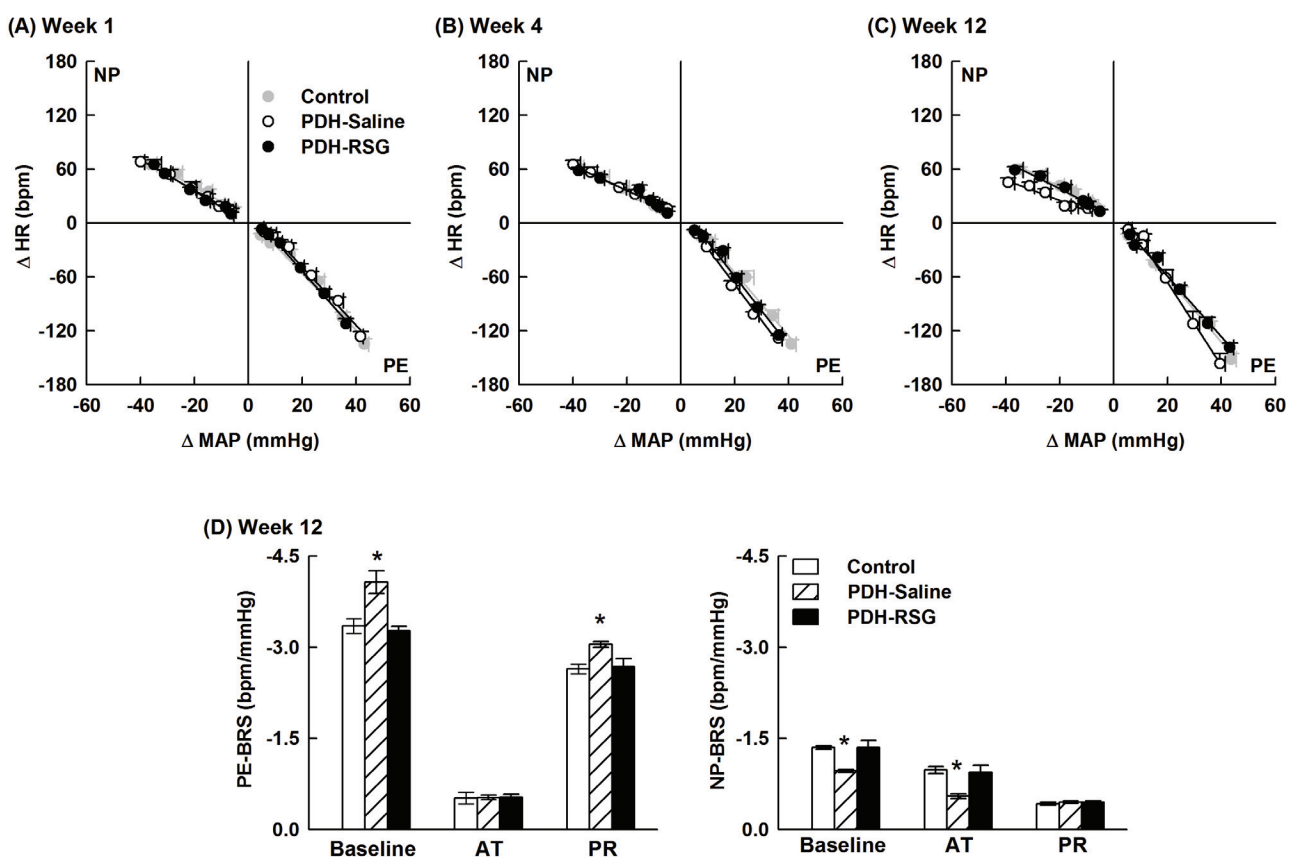 (A) Week 1
(B) Week 4
(C) Week 12
180
120
60
0
-60
-120
-180
Δ HR (bpm)
NP
Control
PDH-Saline
PDH-RSG
PE
-60 -40 -20 0 20 40 60
Δ MAP (mmHg)
180
120
60
0
-60
-120
-180
Δ HR (bpm)
NP
PE
-60 -40 -20 0 20 40 60
Δ MAP (mmHg)
180
120
60
0
-60
-120
-180
Δ HR (bpm)
NP
PE
-60 -40 -20 0 20 40 60
Δ MAP (mmHg)
(D) Week 12
-4.5
-3.0
-1.5
0.0
PE-BRS (bpm/mmHg)
*
*
Baseline AT PR
-4.5
-3.0
-1.5
0.0
NP-BRS (bpm/mmHg)
Control
PDH-Saline
PDH-RSG
*
*
Baseline AT PR